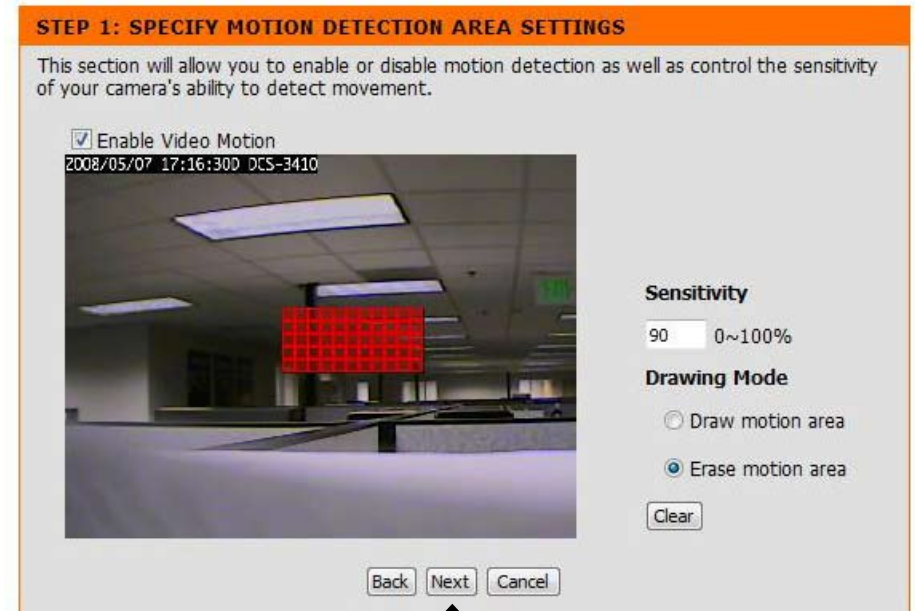 STEP 1: SPECIFY MOTION DETECTION AREA SETTINGS
This section will allow you to enable or disable motion detection as well as control the sensitivity
of your camera's ability to detect movement.
Enable Video Motion
2008/05/07 17:16:30D DCS-3410
Sensitivity
90 0~100%
Drawing Mode
Draw motion area
Erase motion area
Clear
Back Next Cancel